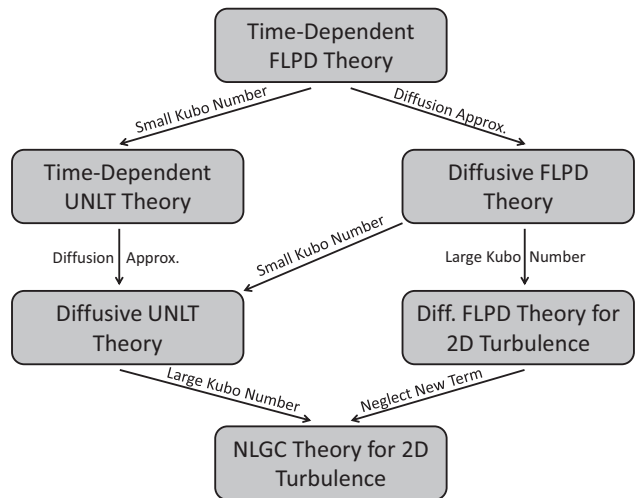 Time-Dependent
FLPD Theory
Small Kubo Number
Diffusion Approx.
Time-Dependent
UNLT Theory
Diffusive FLPD
Theory
Diffusion Approx.
Small Kubo Number
Large Kubo Number
Diffusive UNLT
Theory
Diff. FLPD Theory for
2D Turbulence
Large Kubo Number
Neglect New Term
NLGC Theory for 2D
Turbulence